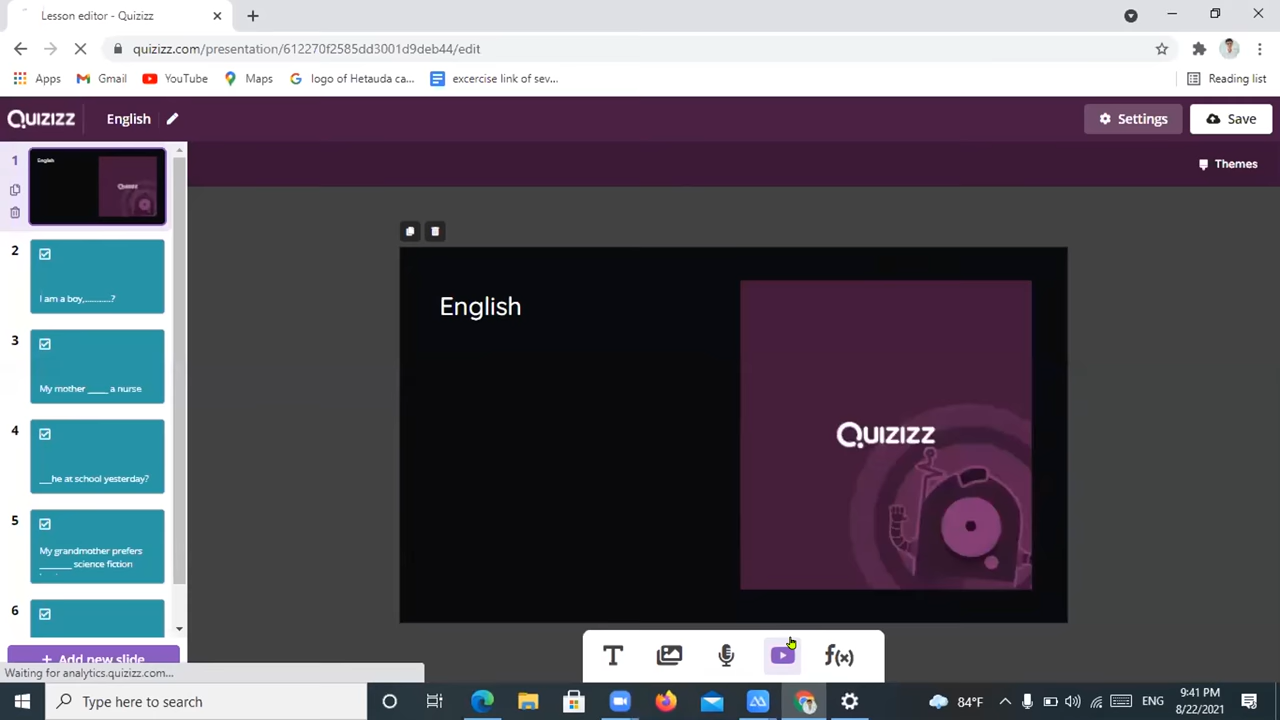 Lesson editor - Quizizz
quizizz.com/presentation/612270f2585dd3001d9deb44/edit
Apps Gmail YouTube Maps logo of Hetauda ca... excercise link of sev... Reading list
Quizizz English Settings Save
Themes
1
English
Quizizz
2
I am a boy,...........?
3
My mother _____ a nurse
4
___he at school yesterday?
5
My grandmother prefers
________ science fiction
6
+ Add new slide
English
Quizizz
T f(x)
Waiting for analytics.quizizz.com...
Type here to search
84°F
ENG
9:41 PM
8/22/2021